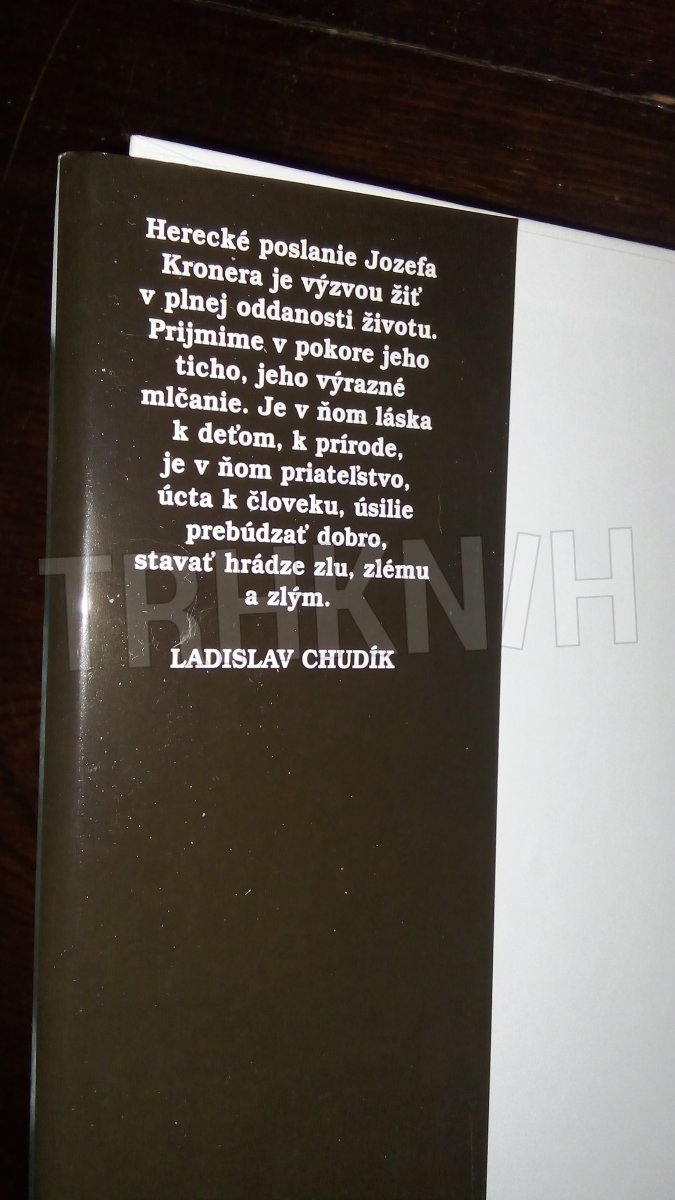 Herecké poslanie Jozefa
Kronera je výzvou žiť
v plnej oddanosti životu.
Prijmime v pokore jeho
ticho, jeho výrazné
mlčanie. Je v ňom láska
k deťom, k prírode,
je v ňom priateľstvo,
úcta k človeku, úsilie
prebúdzať dobro,
stavať hrádze zlu, zlému
a zlým.
LADISLAV CHUDÍK
TRHKNIH